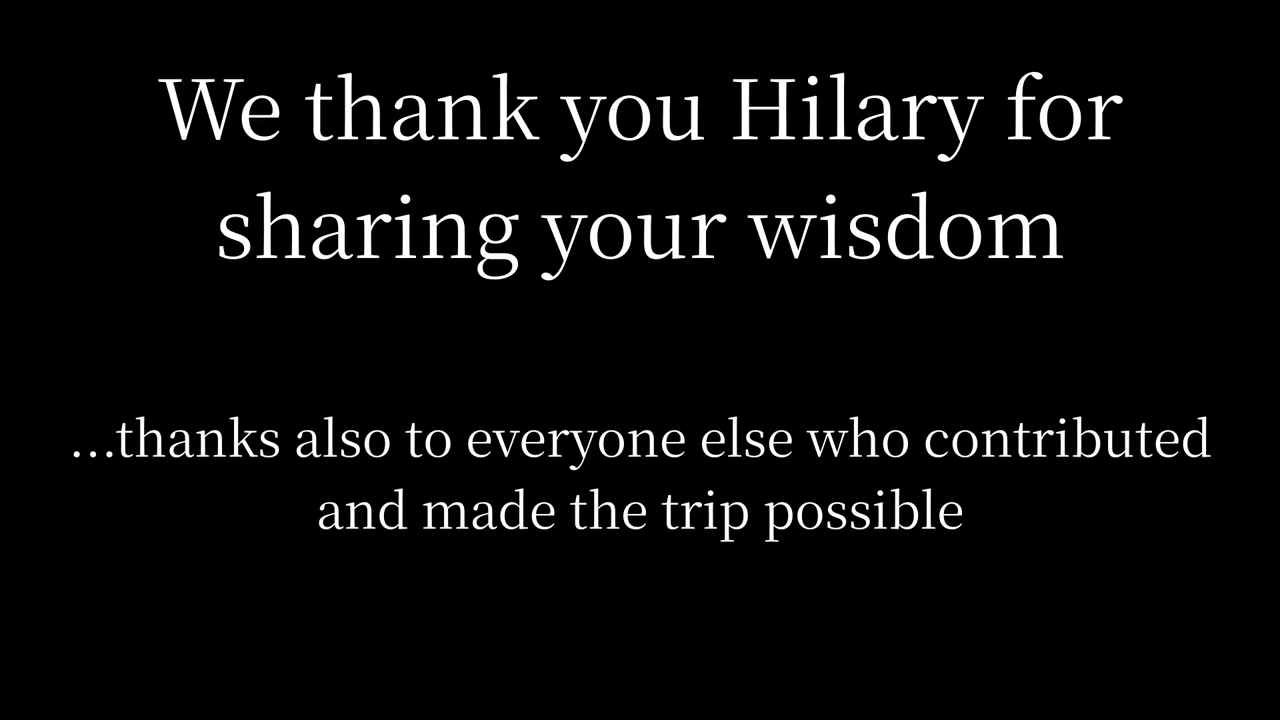 We thank you Hilary for
sharing your wisdom
...thanks also to everyone else who contributed
and made the trip possible